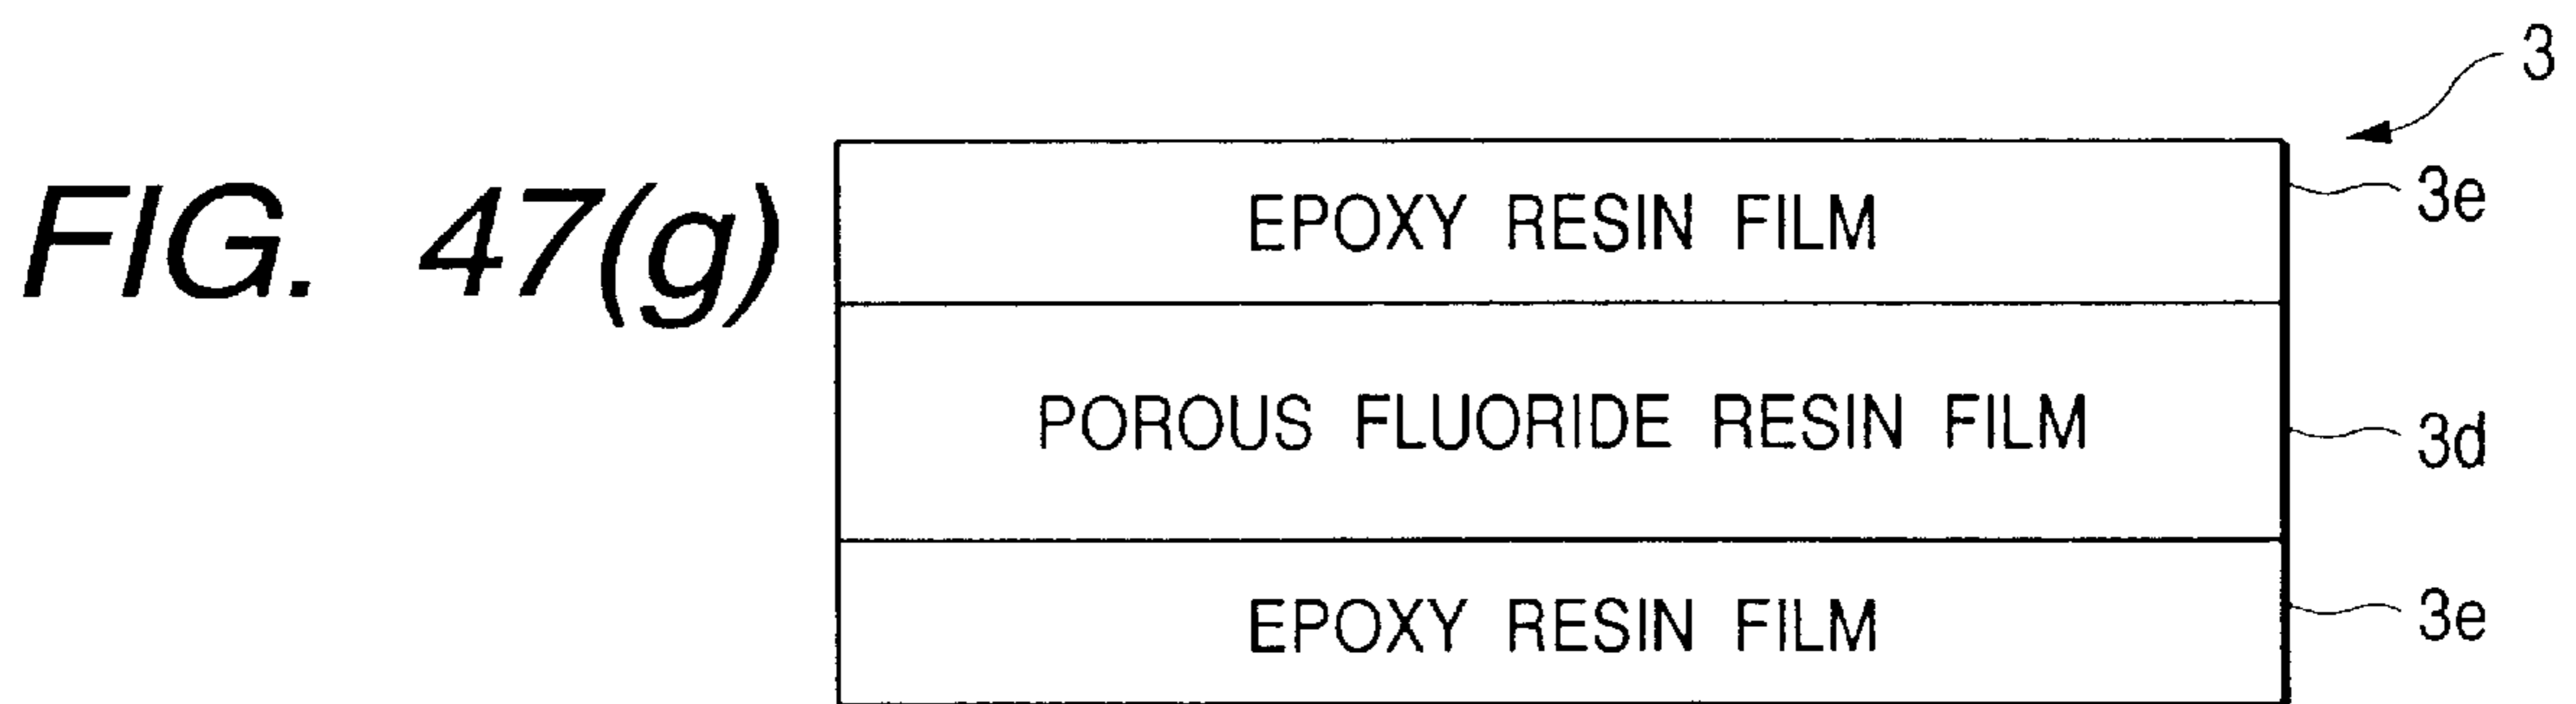 3
FIG. 47(g)
EPOXY RESIN FILM 3e
POROUS FLUORIDE RESIN FILM 3d
EPOXY RESIN FILM 3e